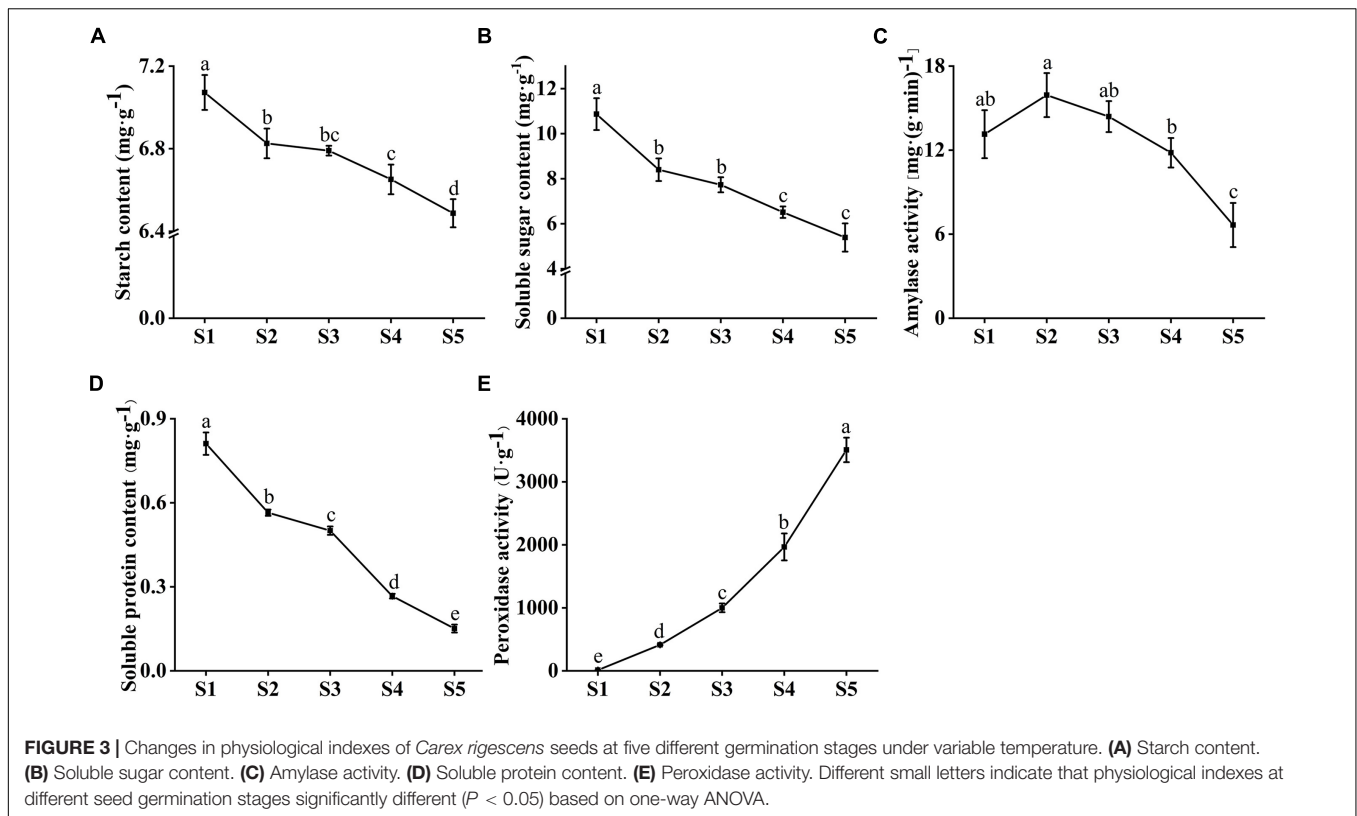 A
Starch content (mg·g-1)
7.2
6.8
6.4
0.0
a
b
bc
c
d
S1 S2 S3 S4 S5
B
Soluble sugar content (mg·g-1)
12
10
8
6
4
0
a
b
b
c
c
S1 S2 S3 S4 S5
C
Amylase activity [mg·(g·min)-1]
18
12
6
0
ab
a
ab
b
c
S1 S2 S3 S4 S5
D
Soluble protein content (mg·g-1)
0.9
0.6
0.3
0.0
a
b
c
d
e
S1 S2 S3 S4 S5
E
Peroxidase activity (U·g-1)
4000
3000
2000
1000
0
e
d
c
b
a
S1 S2 S3 S4 S5
FIGURE 3 | Changes in physiological indexes of Carex rigescens seeds at five different germination stages under variable temperature. (A) Starch content.
(B) Soluble sugar content. (C) Amylase activity. (D) Soluble protein content. (E) Peroxidase activity. Different small letters indicate that physiological indexes at
different seed germination stages significantly different (P < 0.05) based on one-way ANOVA.